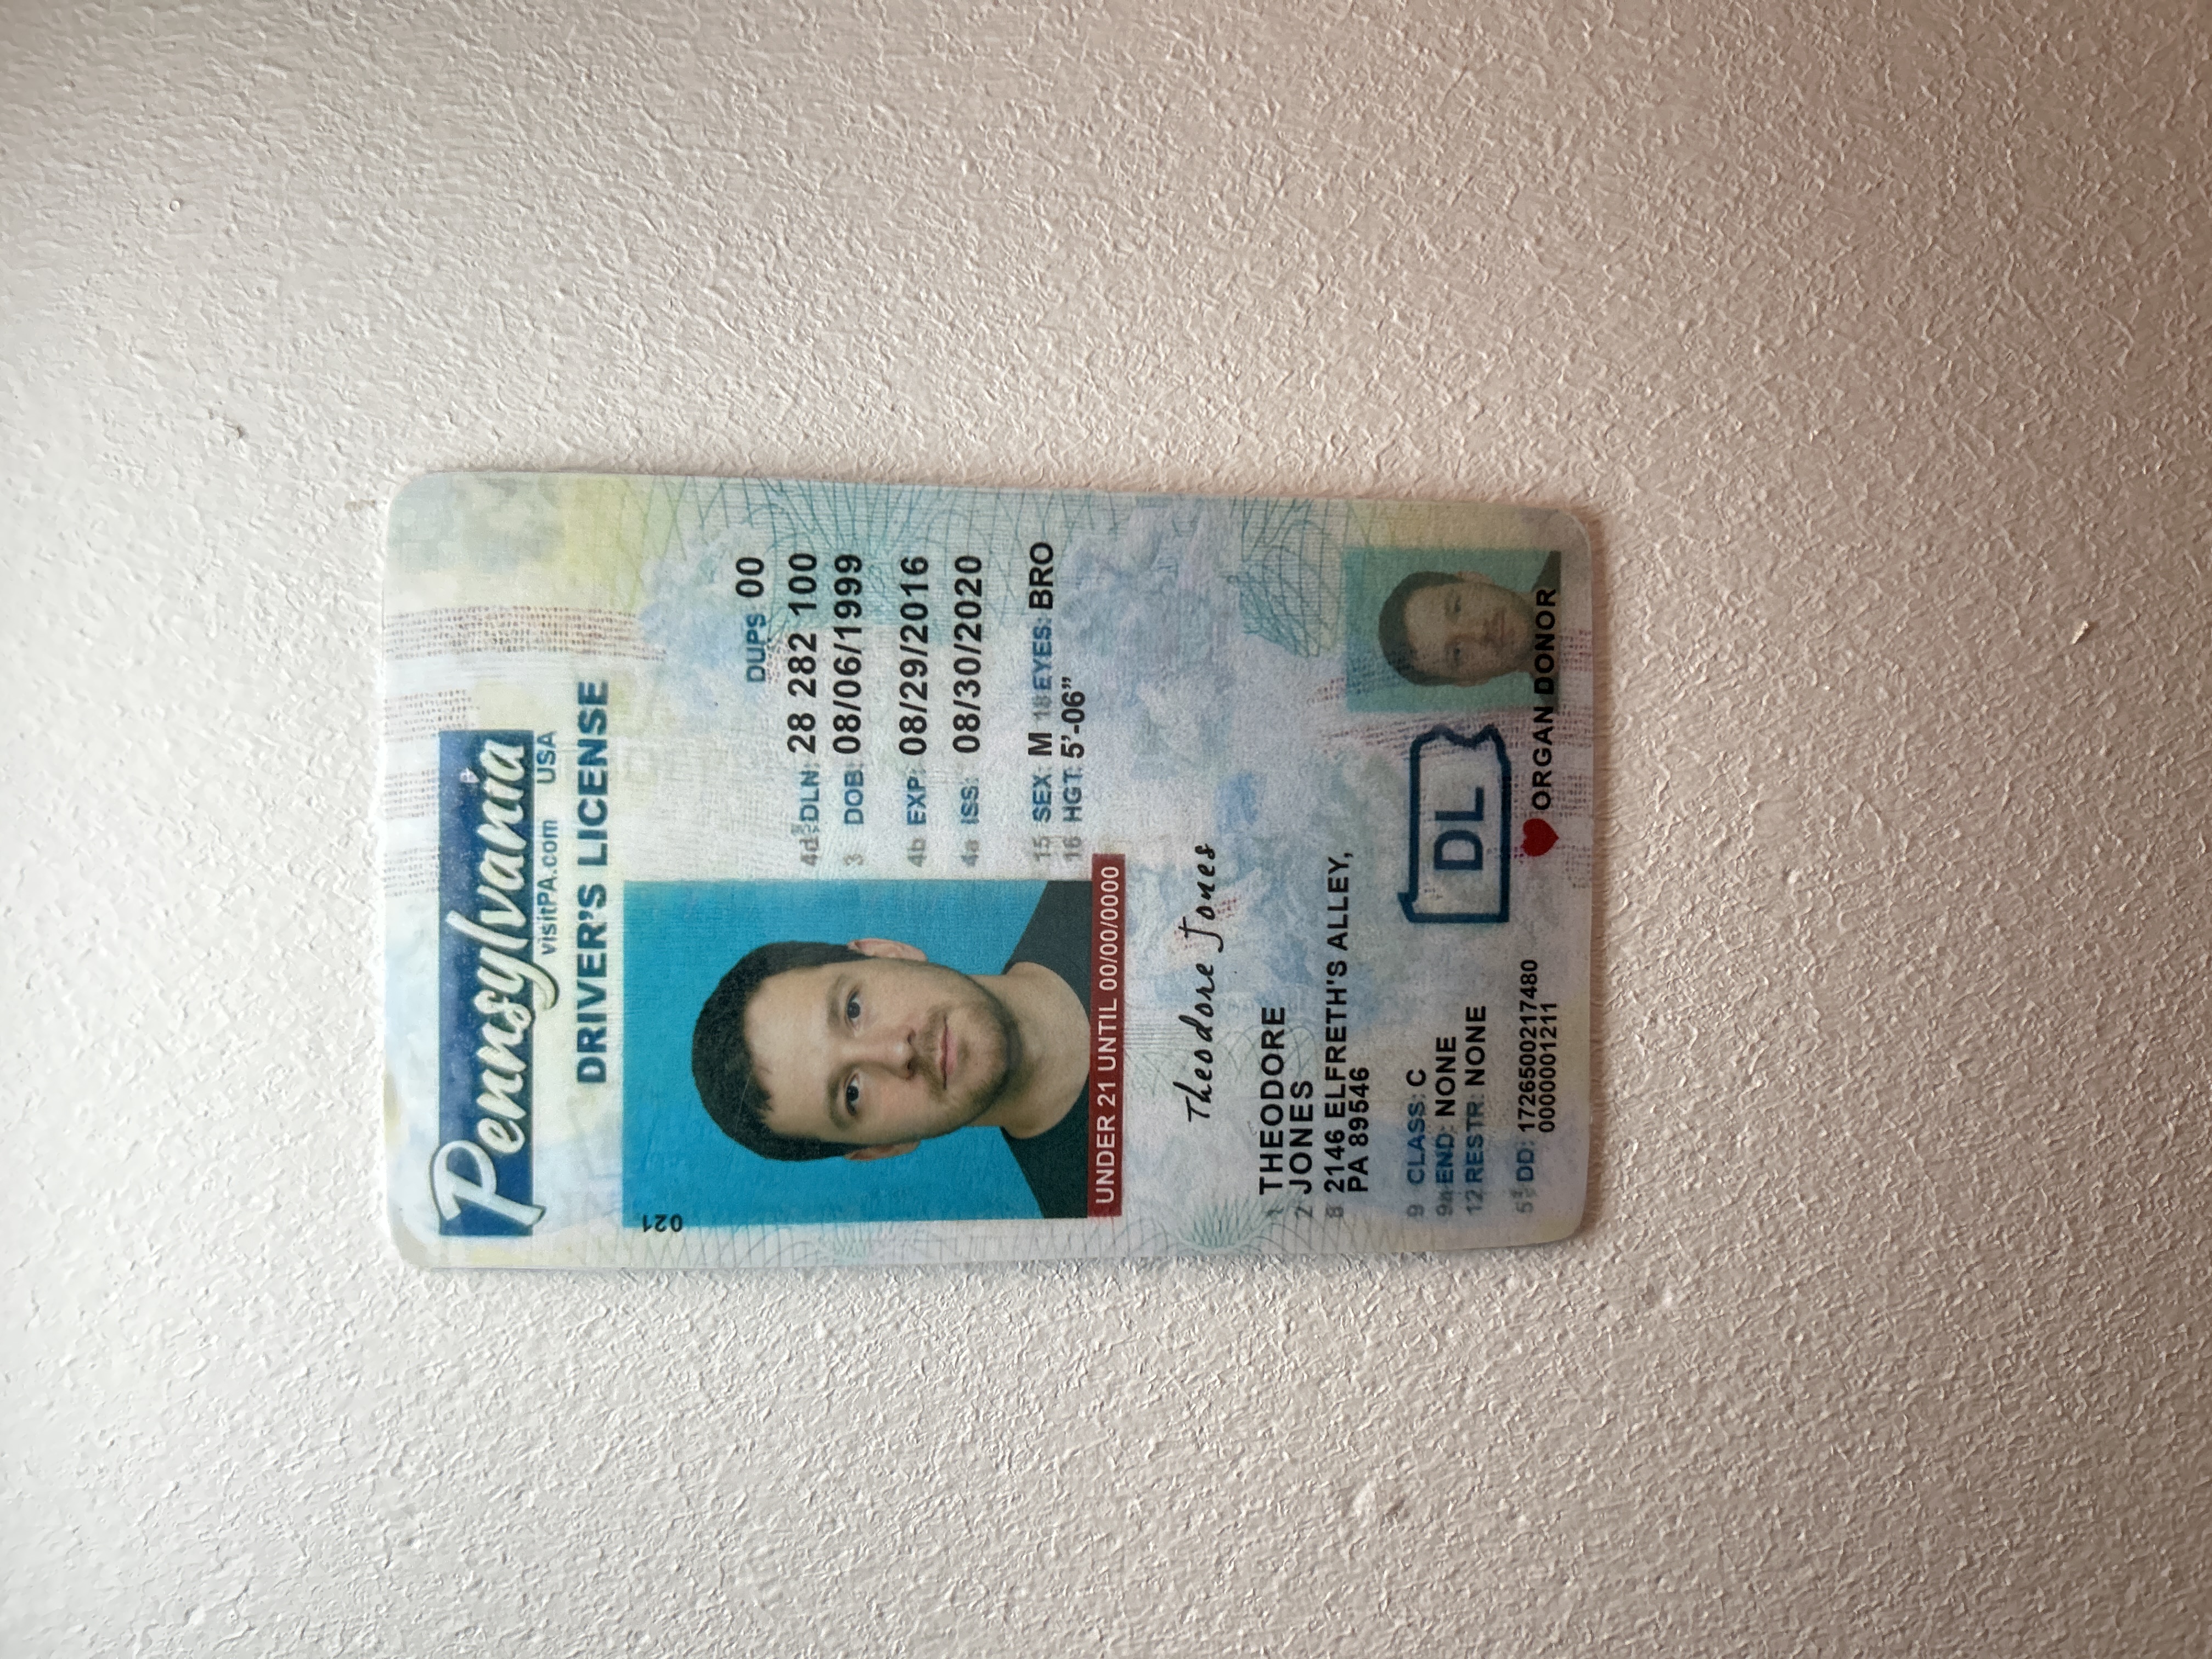 Pennsylvania
visitPA.com USA
DRIVER'S LICENSE
021
DUPS 00
4d DLN: 28 282 100
3 DOB: 08/06/1999
4b EXP: 08/29/2016
4a ISS: 08/30/2020
15 SEX: M 18 EYES: BRO
16 HGT: 5'-06”
UNDER 21 UNTIL 00/00/0000
Theodore Jones
1 THEODORE
2 JONES
8 2146 ELFRETH'S ALLEY,
PA 89546
9 CLASS: C
9a END: NONE
12 RESTR: NONE
DL
5 DD: 1726500217480
0000001211
ORGAN DONOR